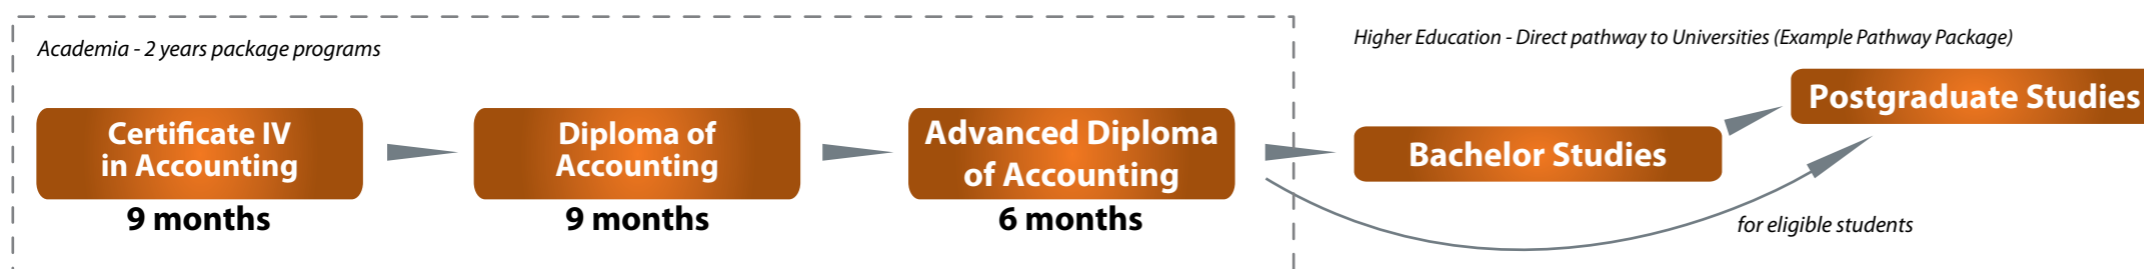 Academia - 2 years package programs
Higher Education - Direct pathway to Universities (Example Pathway Package)
Certificate IV
in Accounting
9 months
Diploma of
Accounting
9 months
Advanced Diploma
of Accounting
6 months
Bachelor Studies
Postgraduate Studies
for eligible students